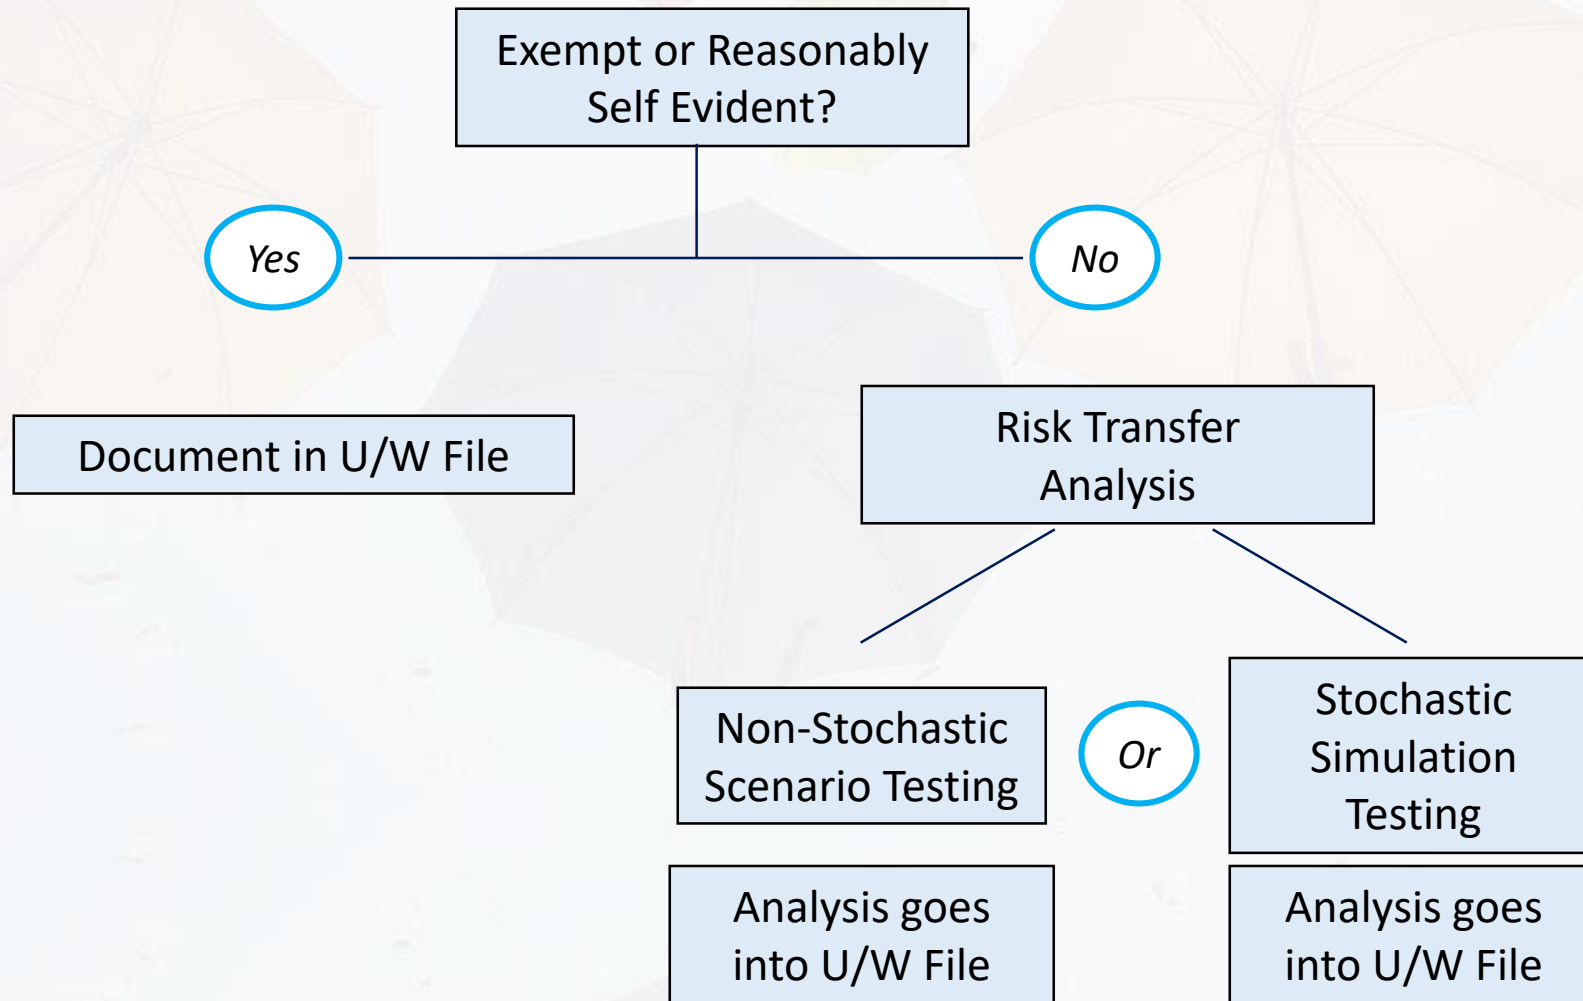 Exempt or Reasonably
Self Evident?
Yes
No
Document in U/W File
Risk Transfer
Analysis
Non-Stochastic
Scenario Testing
Or
Stochastic
Simulation
Testing
Analysis goes
into U/W File
Analysis goes
into U/W File